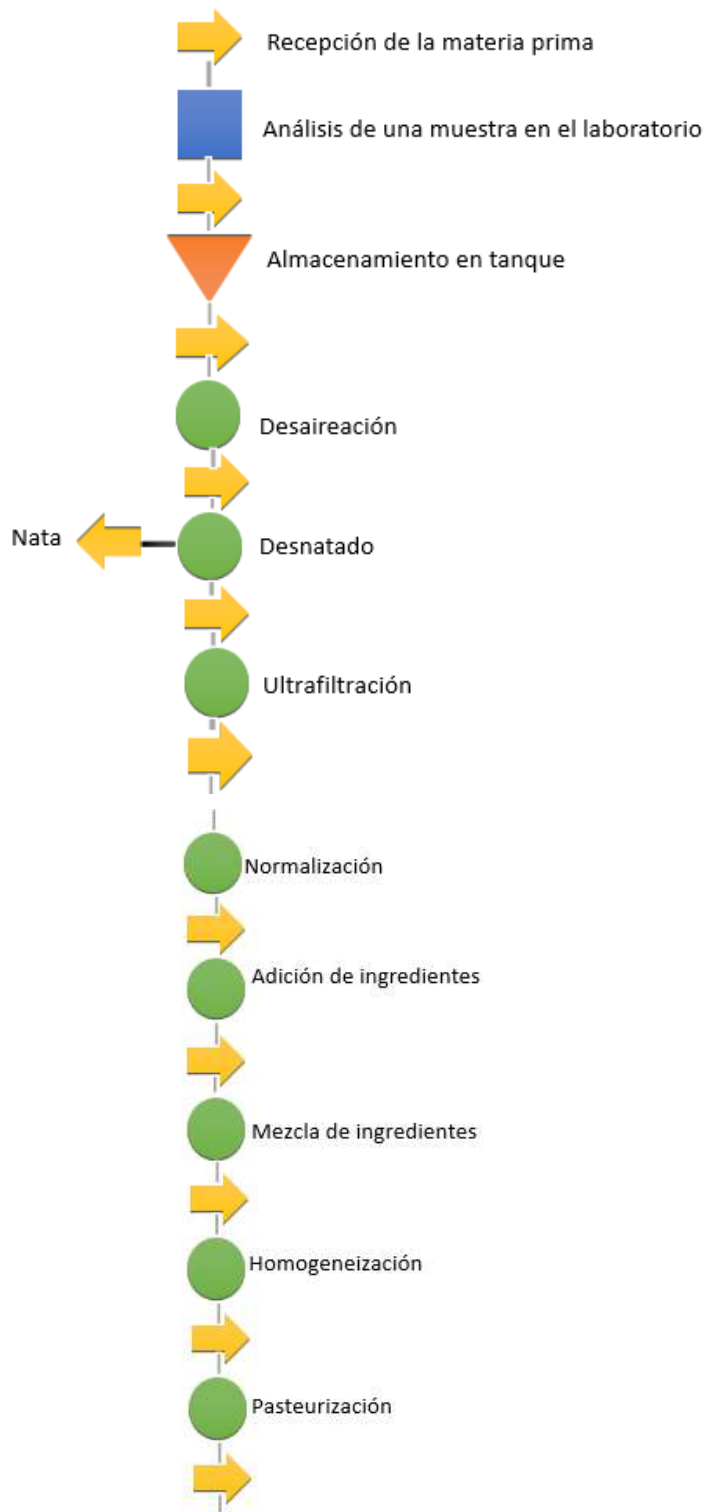 Recepción de la materia prima
Análisis de una muestra en el laboratorio
Almacenamiento en tanque
Desaireación
Nata
Desnatado
Ultrafiltración
Normalización
Adición de ingredientes
Mezcla de ingredientes
Homogeneización
Pasteurización